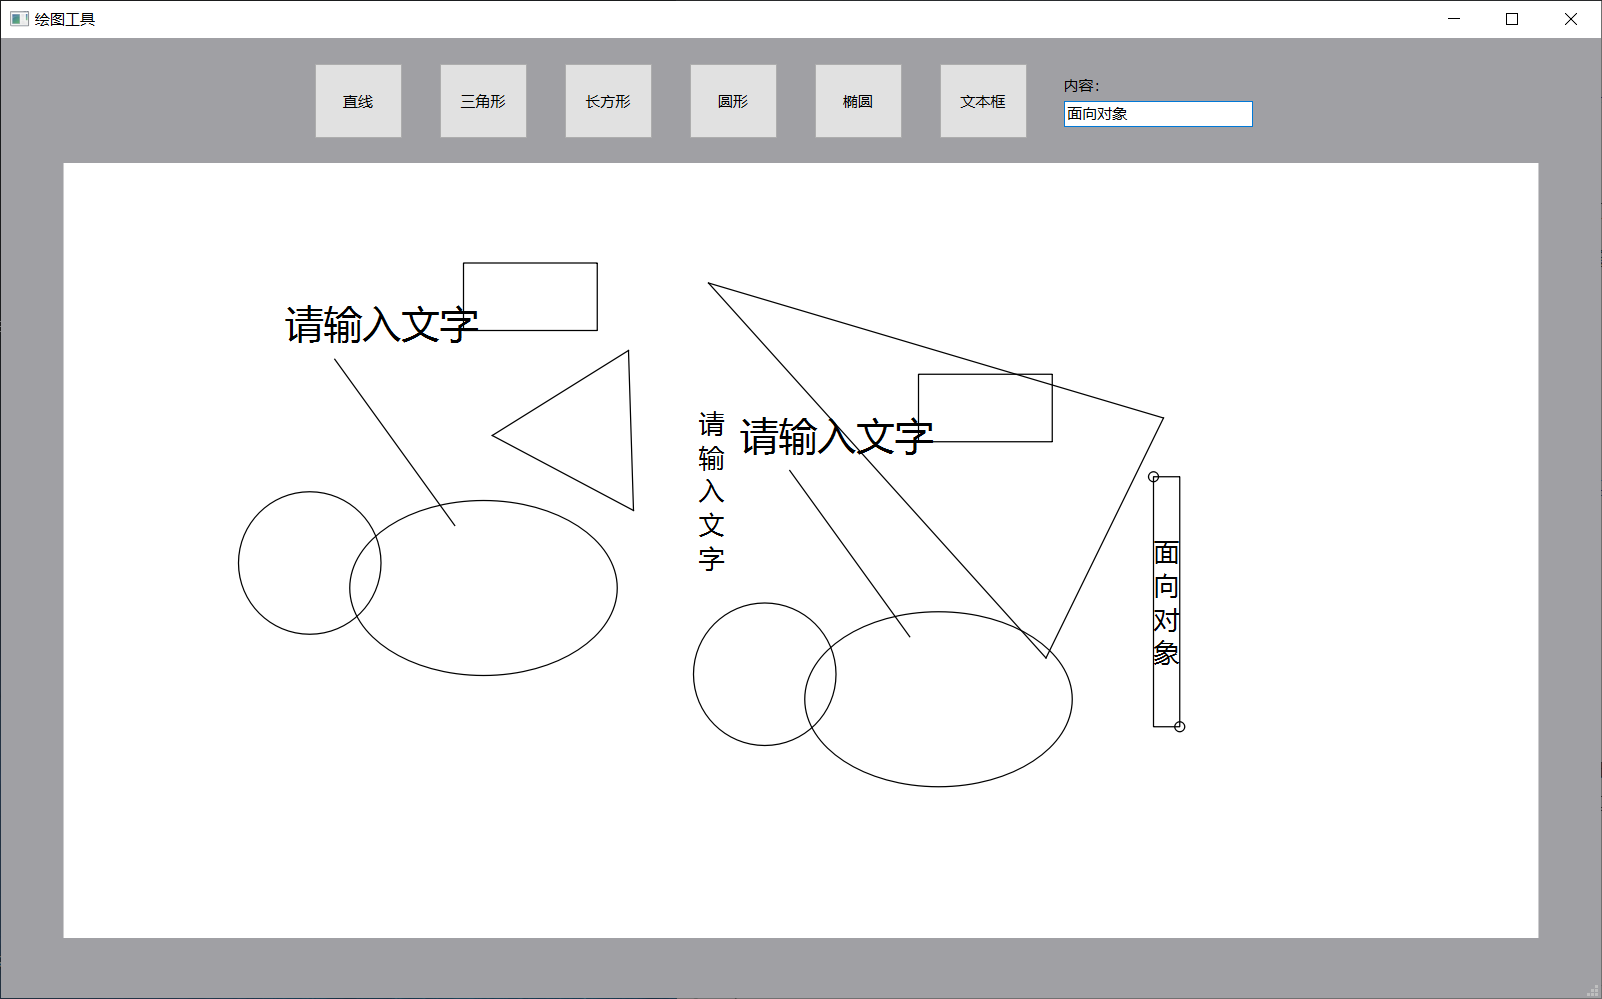 绘图工具
直线
三角形
长方形
圆形
椭圆
文本框
内容：
面向对象
请输入文字
请输入文字
请输入文字
面向对象